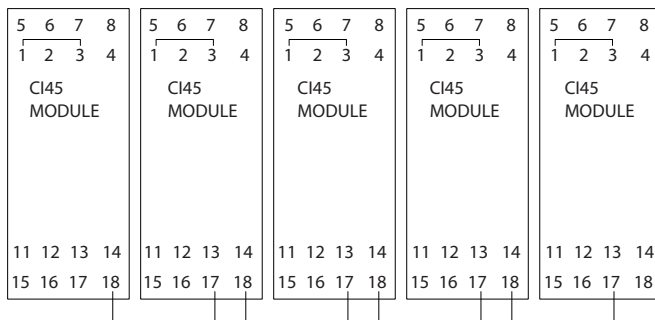 5 6 7 8 5 6 7 8 5 6 7 8 5 6 7 8 5 6 7 8
1 2 3 4 1 2 3 4 1 2 3 4 1 2 3 4 1 2 3 4
CI45 CI45 CI45 CI45 CI45
MODULE MODULE MODULE MODULE MODULE
11 12 13 14 11 12 13 14 11 12 13 14 11 12 13 14 11 12 13 14
15 16 17 18 15 16 17 18 15 16 17 18 15 16 17 18 15 16 17 18